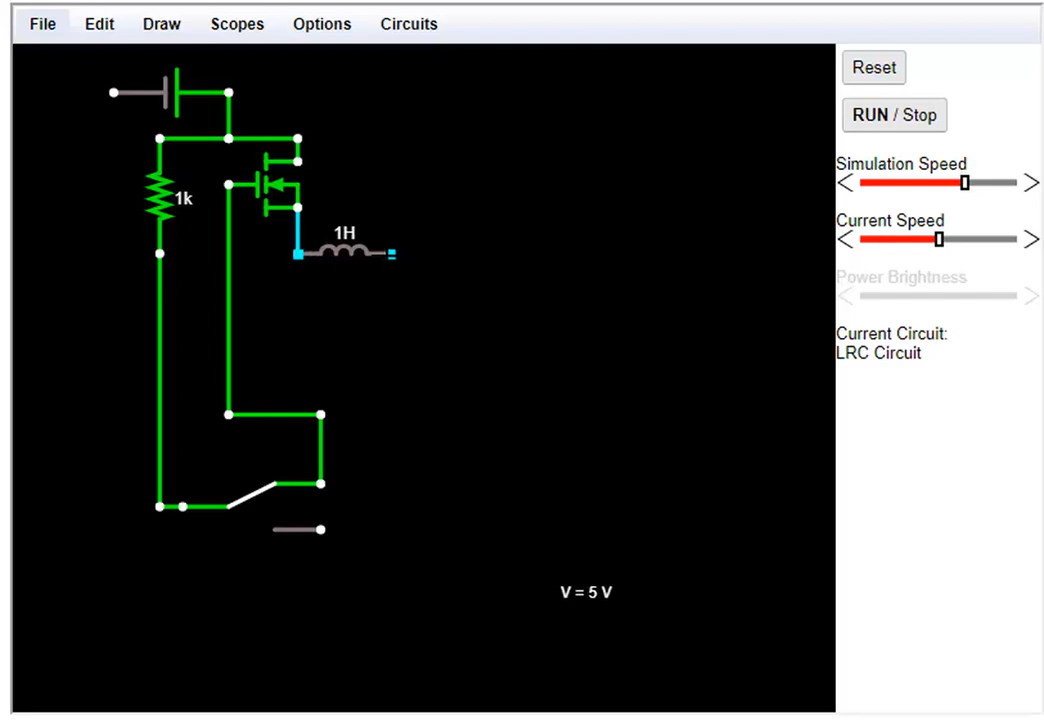 File Edit Draw Scopes Options Circuits
Reset
RUN / Stop
Simulation Speed
Current Speed
Power Brightness
Current Circuit:
LRC Circuit
1k
1H
V = 5 V